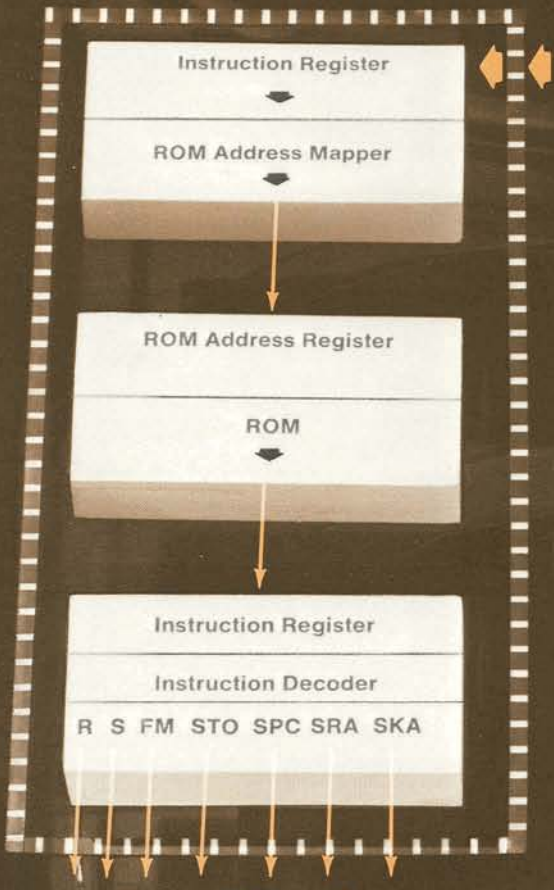 Instruction Register
ROM Address Mapper
ROM Address Register
ROM
Instruction Register
Instruction Decoder
R S FM STO SPC SRA SKA